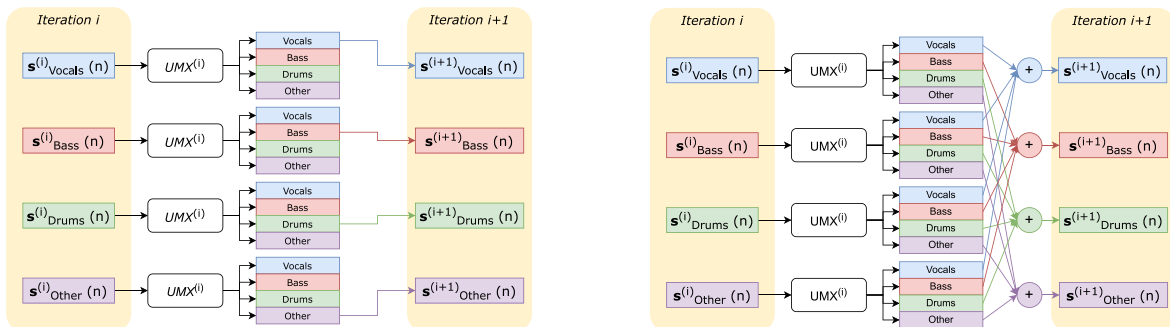 Iteration i
Iteration i+1
s(i)Vocals (n)
UMX(i)
Vocals
Bass
Drums
Other
s(i+1)Vocals (n)
s(i)Bass (n)
UMX(i)
Vocals
Bass
Drums
Other
s(i+1)Bass (n)
s(i)Drums (n)
UMX(i)
Vocals
Bass
Drums
Other
s(i+1)Drums (n)
s(i)Other (n)
UMX(i)
Vocals
Bass
Drums
Other
s(i+1)Other (n)
Iteration i
Iteration i+1
s(i)Vocals (n)
UMX(i)
Vocals
Bass
Drums
Other
+
s(i+1)Vocals (n)
s(i)Bass (n)
UMX(i)
Vocals
Bass
Drums
Other
+
s(i+1)Bass (n)
s(i)Drums (n)
UMX(i)
Vocals
Bass
Drums
Other
+
s(i+1)Drums (n)
s(i)Other (n)
UMX(i)
Vocals
Bass
Drums
Other
+
s(i+1)Other (n)